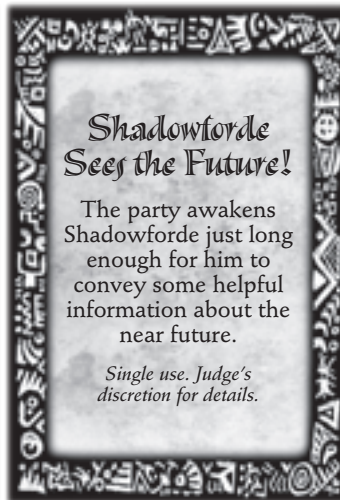 Shadowforde
Sees the Future!
The party awakens
Shadowforde just long
enough for him to
convey some helpful
information about the
near future.
Single use. Judge's
discretion for details.